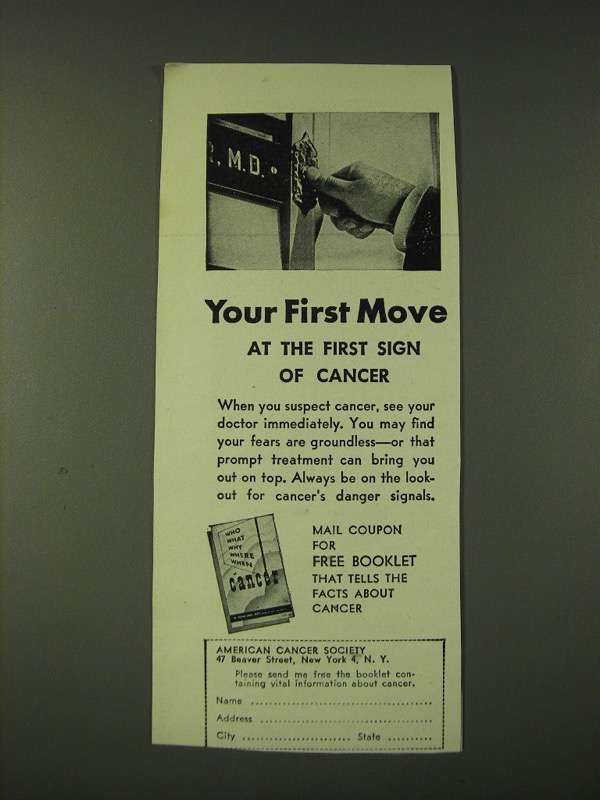 , M.D.
Your First Move
AT THE FIRST SIGN
OF CANCER
When you suspect cancer, see your
doctor immediately. You may find
your fears are groundless—or that
prompt treatment can bring you
out on top. Always be on the look-
out for cancer's danger signals.
WHO
WHAT
WHY
WHERE
WHEN
cancer
MAIL COUPON
FOR
FREE BOOKLET
THAT TELLS THE
FACTS ABOUT
CANCER
AMERICAN CANCER SOCIETY
47 Beaver Street, New York 4, N. Y.
Please send me free the booklet con-
taining vital information about cancer.
Name ..............................
Address ..............................
City .................... State ..........